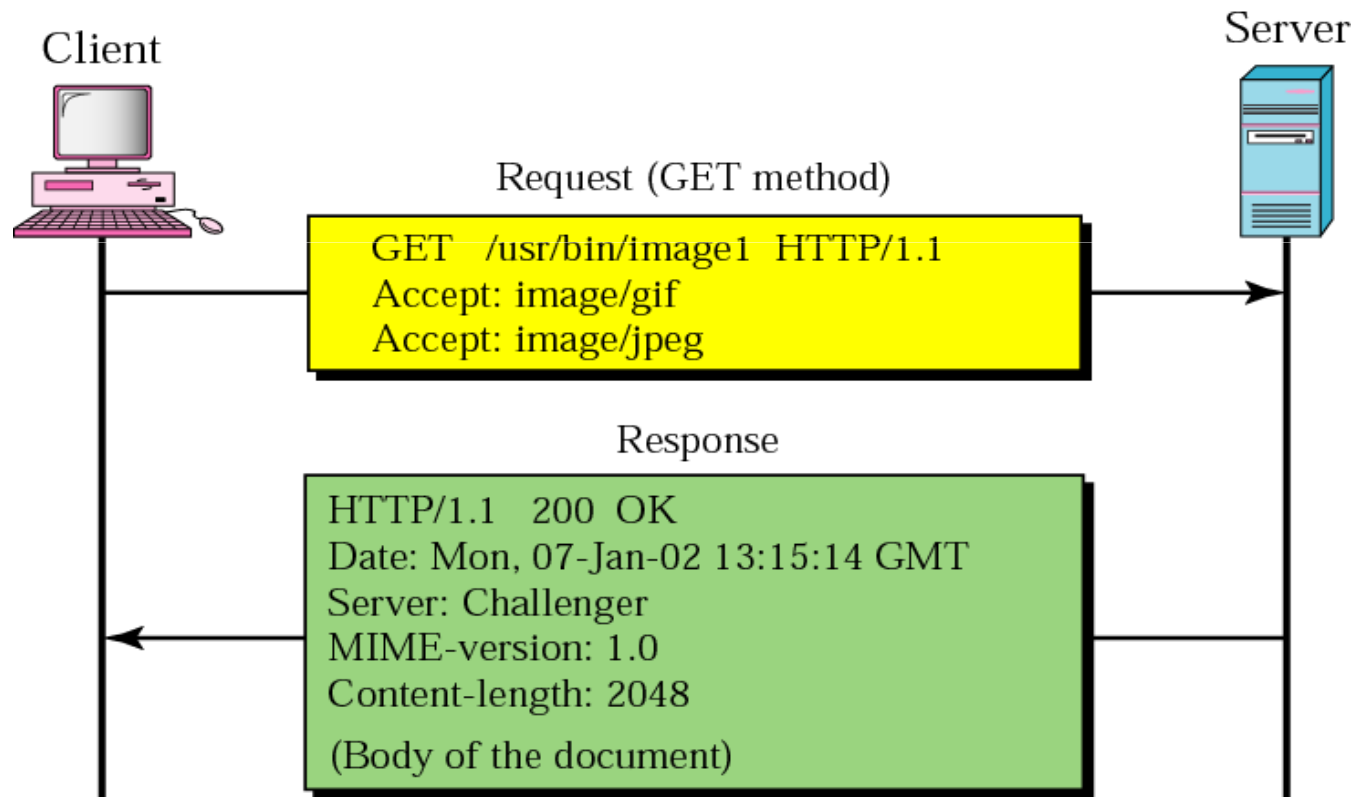 Client
Server
Request (GET method)
GET /usr/bin/image1 HTTP/1.1
Accept: image/gif
Accept: image/jpeg
Response
HTTP/1.1 200 OK
Date: Mon, 07-Jan-02 13:15:14 GMT
Server: Challenger
MIME-version: 1.0
Content-length: 2048
(Body of the document)